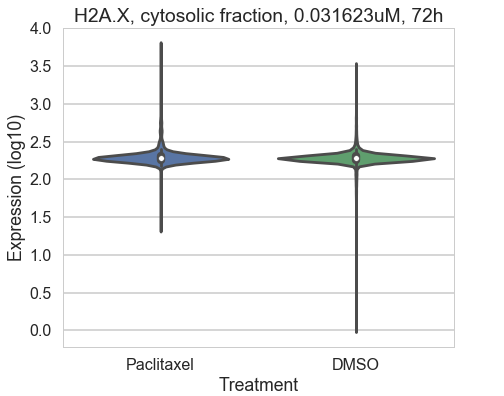 H2A.X, cytosolic fraction, 0.031623uM, 72h
4.0
3.5
3.0
2.5
2.0
1.5
1.0
0.5
0.0
Expression (log10)
Paclitaxel DMSO
Treatment